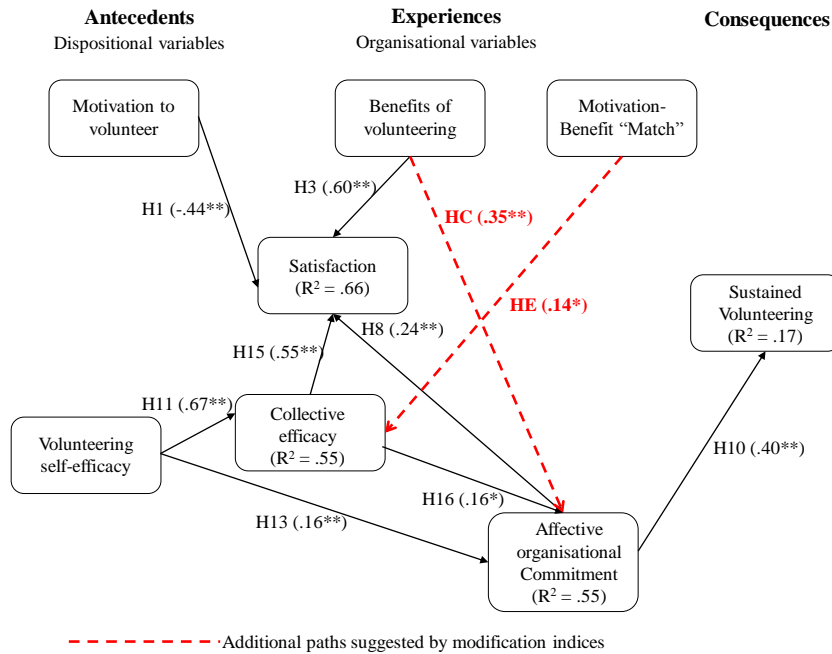 Antecedents
Experiences
Consequences
Dispositional variables
Organisational variables
Motivation to
volunteer
Benefits of
volunteering
Motivation-
Benefit “Match”
H3 (.60**)
H1 (-.44**)
HC (.35**)
Satisfaction
(R² = .66)
HE (.14*)
Sustained
Volunteering
(R² = .17)
H8 (.24**)
H15 (.55**)
H11 (.67**)
Collective
efficacy
(R² = .55)
Volunteering
self-efficacy
H10 (.40**)
H16 (.16*)
H13 (.16**)
Affective
organisational
Commitment
(R² = .55)
Additional paths suggested by modification indices